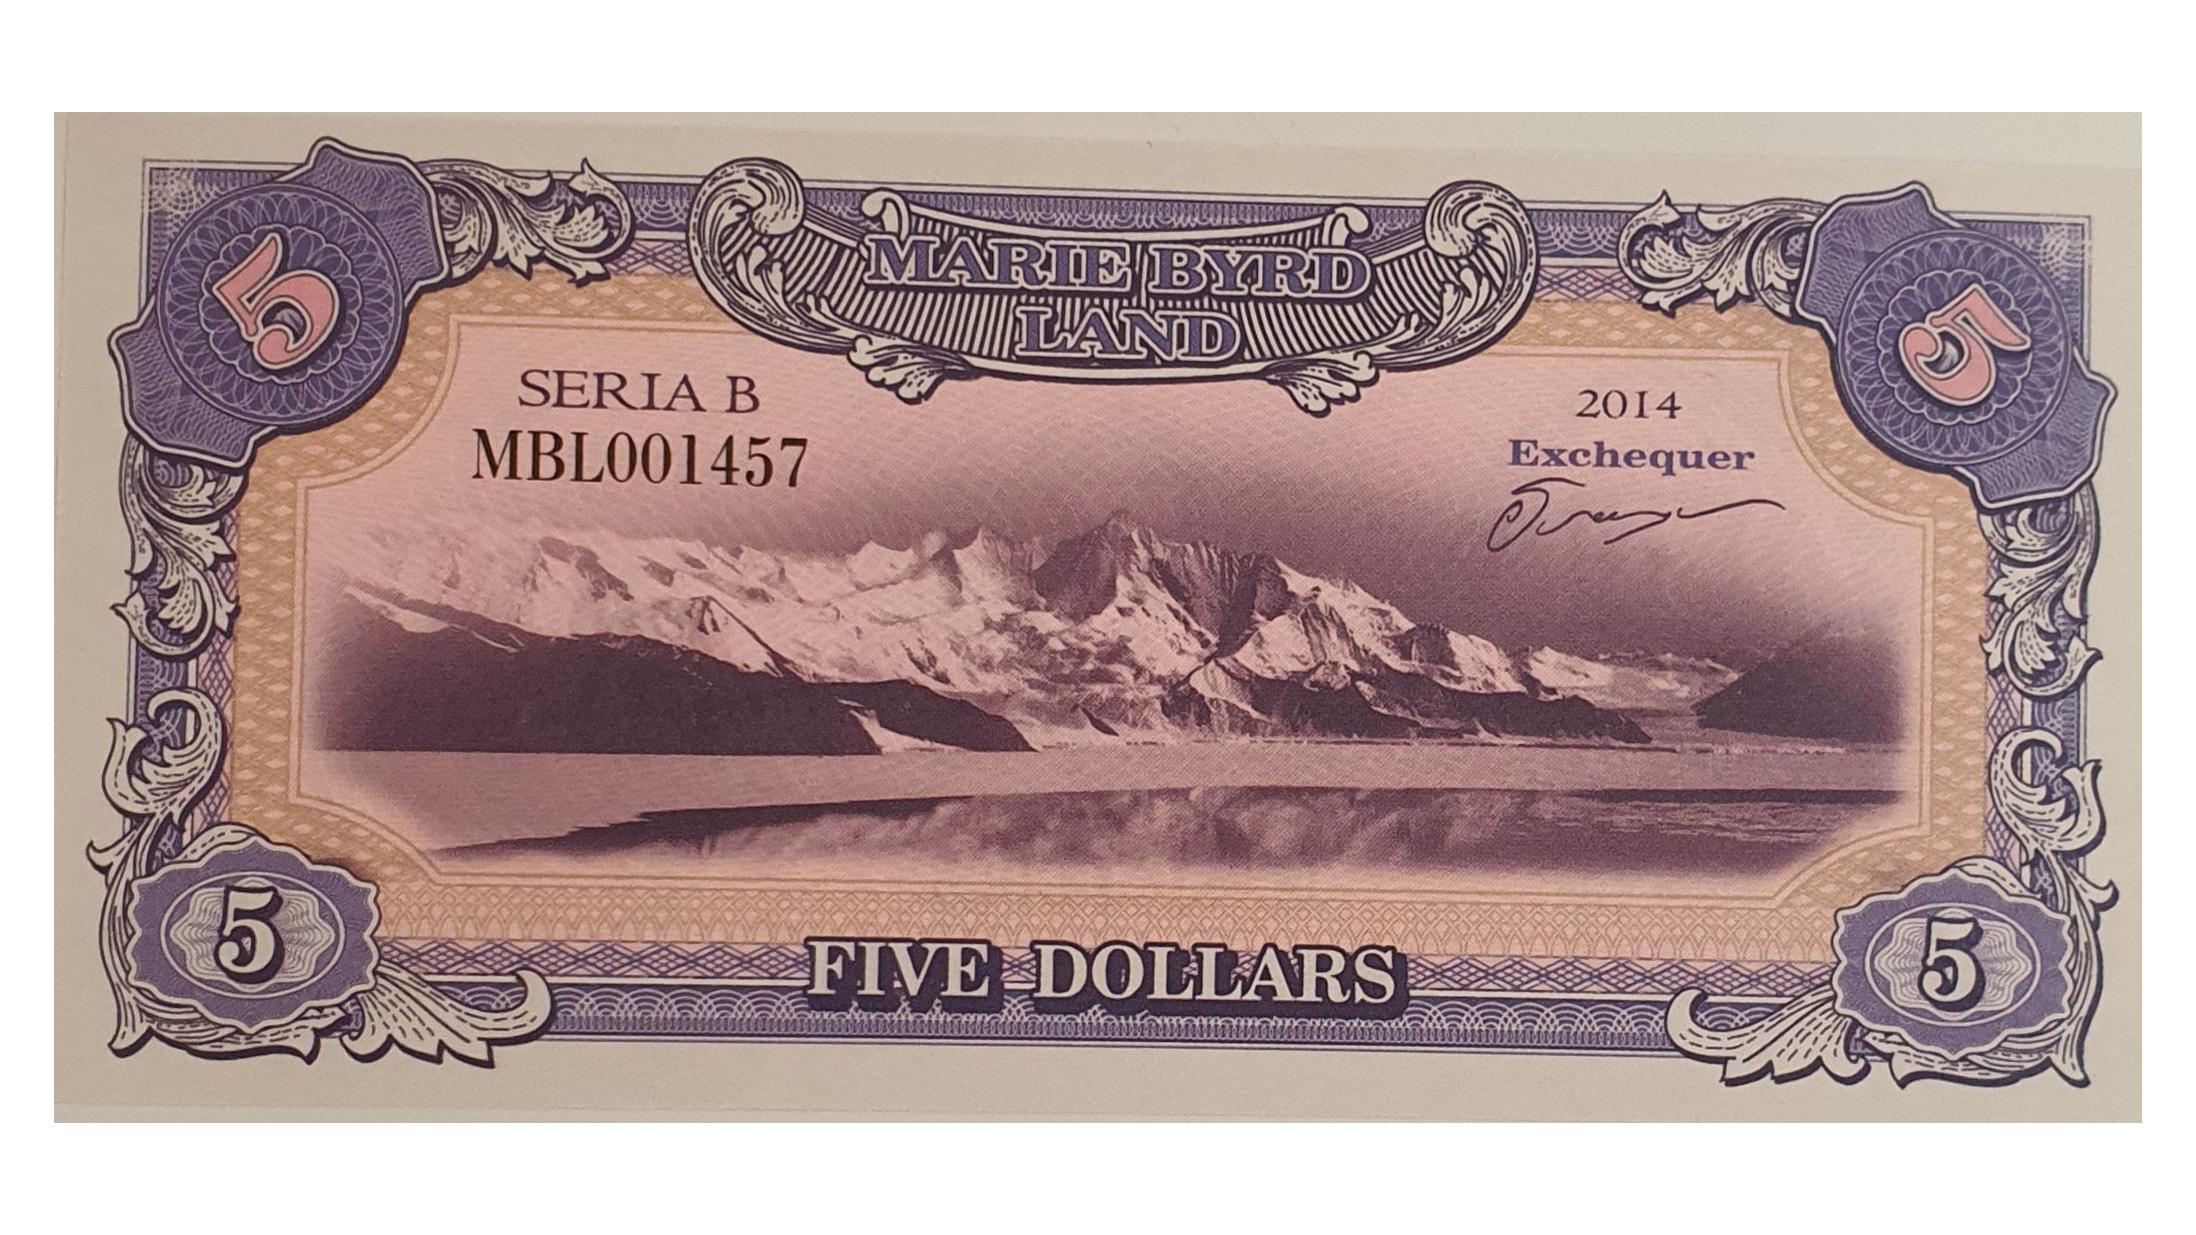 5
5
MARIE BYRD
LAND
SERIA B
MBL001457
2014
Exchequer
5
FIVE DOLLARS
5